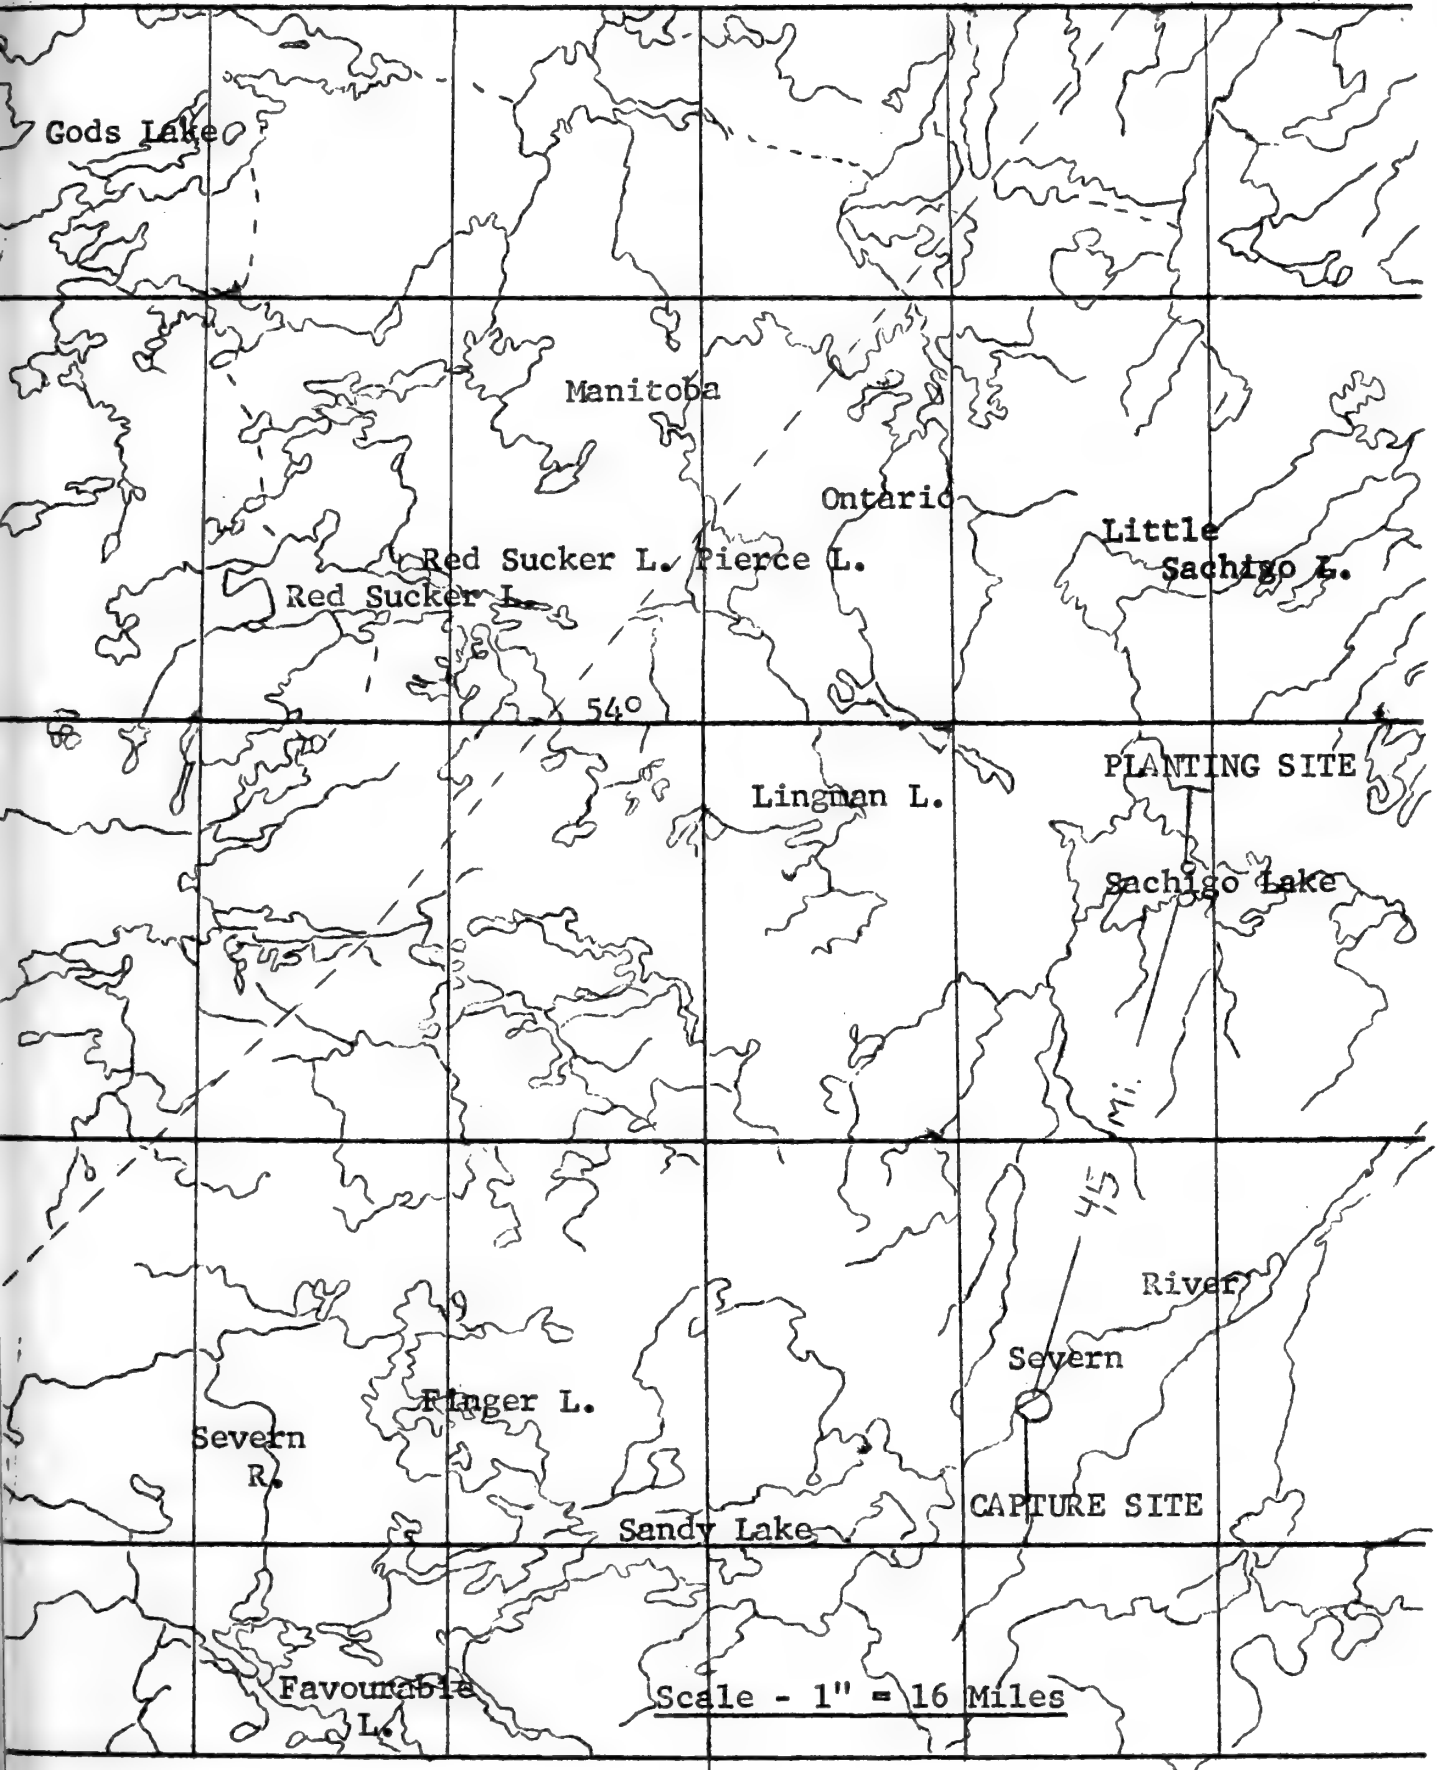 Gods Lake
Manitoba
Ontario
Little
Sachigo L.
Red Sucker L. Pierce L.
Red Sucker L.
54°
PLANTING SITE
Lingman L.
Sachigo Lake
45 Mi.
River
Severn
Finger L.
Severn
R.
CAPTURE SITE
Sandy Lake
Favourable
L.
Scale - 1" = 16 Miles